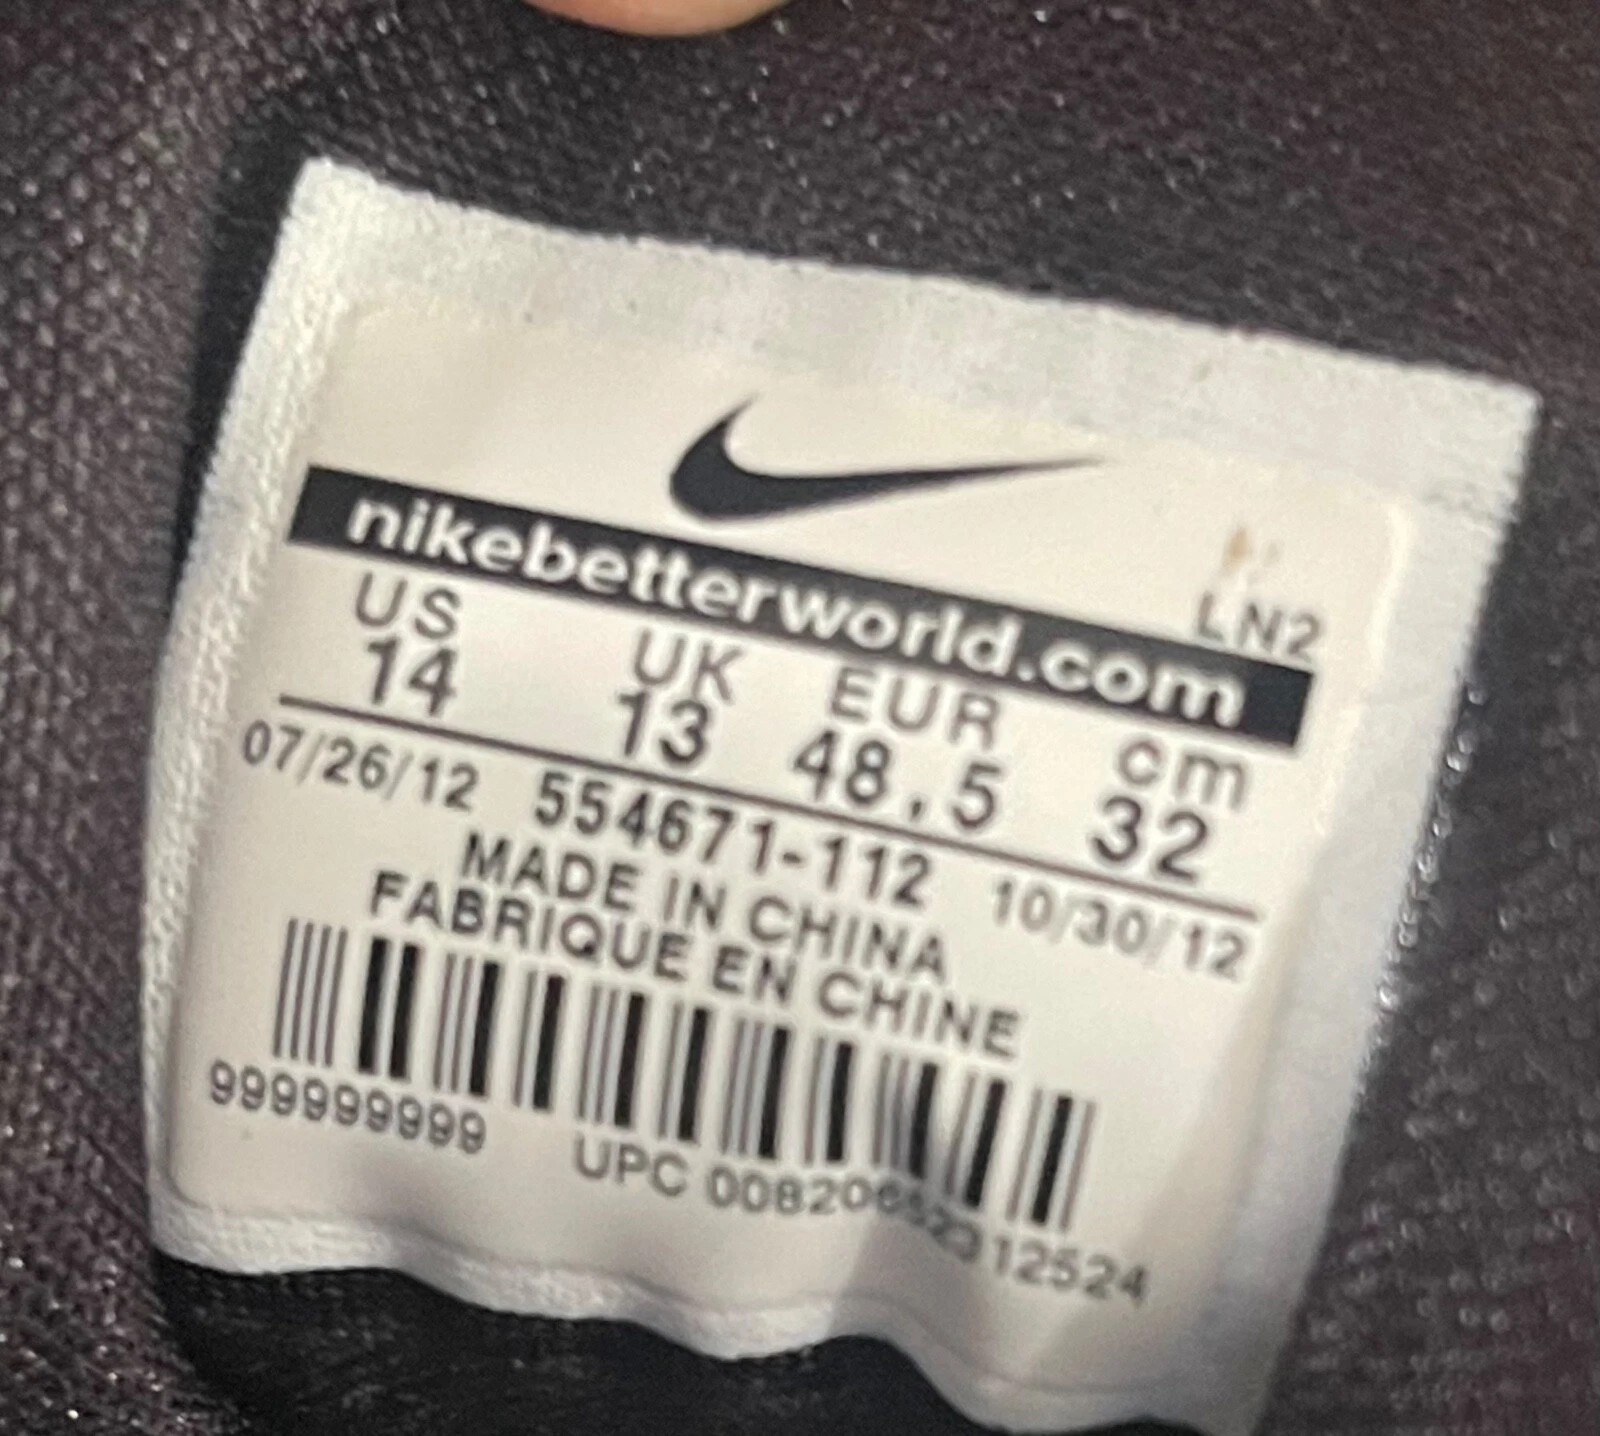 LN2
nikebetterworld.com
US UK EUR cm
14 13 48,5 32
07/26/12 554671-112 10/30/12
MADE IN CHINA
FABRIQUE EN CHINE
9999999999
UPC